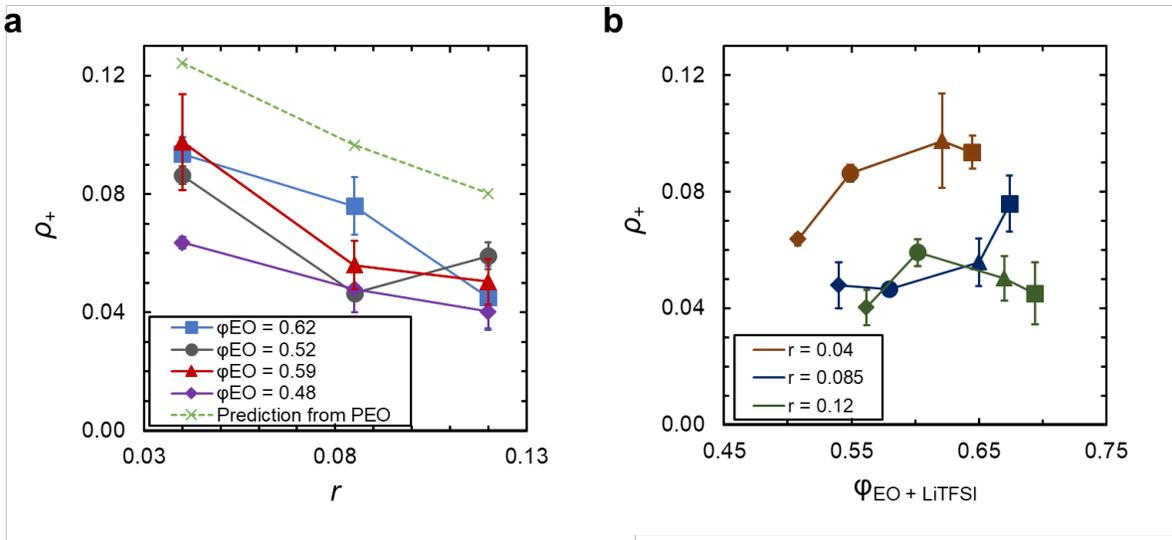 a
0.12
0.08
0.04
0.00
ρ+
φEO = 0.62
φEO = 0.52
φEO = 0.59
φEO = 0.48
Prediction from PEO
0.03
0.08
0.13
r
b
0.12
0.08
0.04
0.00
ρ+
r = 0.04
r = 0.085
r = 0.12
0.45
0.55
0.65
0.75
φEO + LiTFSI